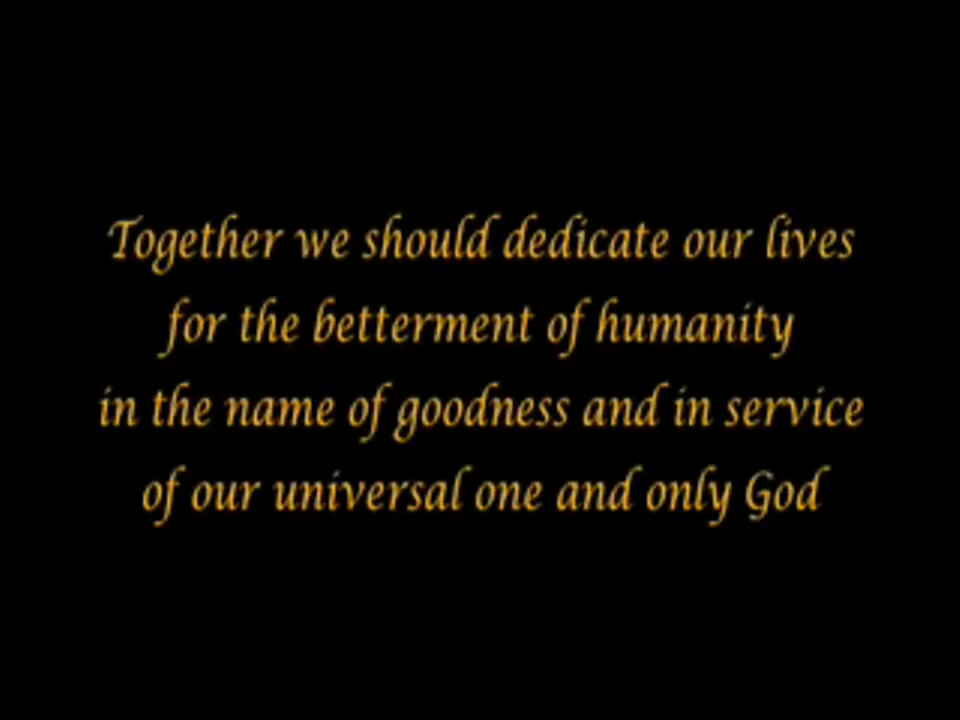 Together we should dedicate our lives
for the betterment of humanity
in the name of goodness and in service
of our universal one and only God